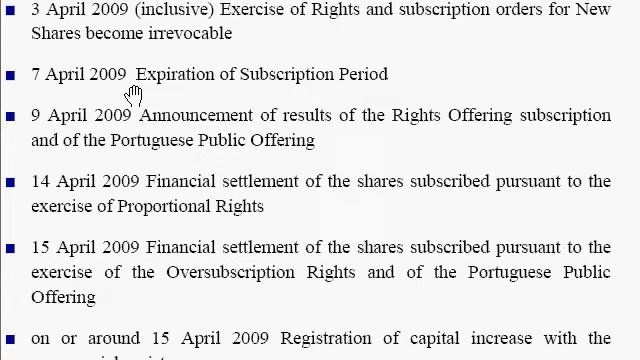 3 April 2009 (inclusive) Exercise of Rights and subscription orders for New
Shares become irrevocable
7 April 2009 Expiration of Subscription Period
9 April 2009 Announcement of results of the Rights Offering subscription
and of the Portuguese Public Offering
14 April 2009 Financial settlement of the shares subscribed pursuant to the
exercise of Proportional Rights
15 April 2009 Financial settlement of the shares subscribed pursuant to the
exercise of the Oversubscription Rights and of the Portuguese Public
Offering
on or around 15 April 2009 Registration of capital increase with the